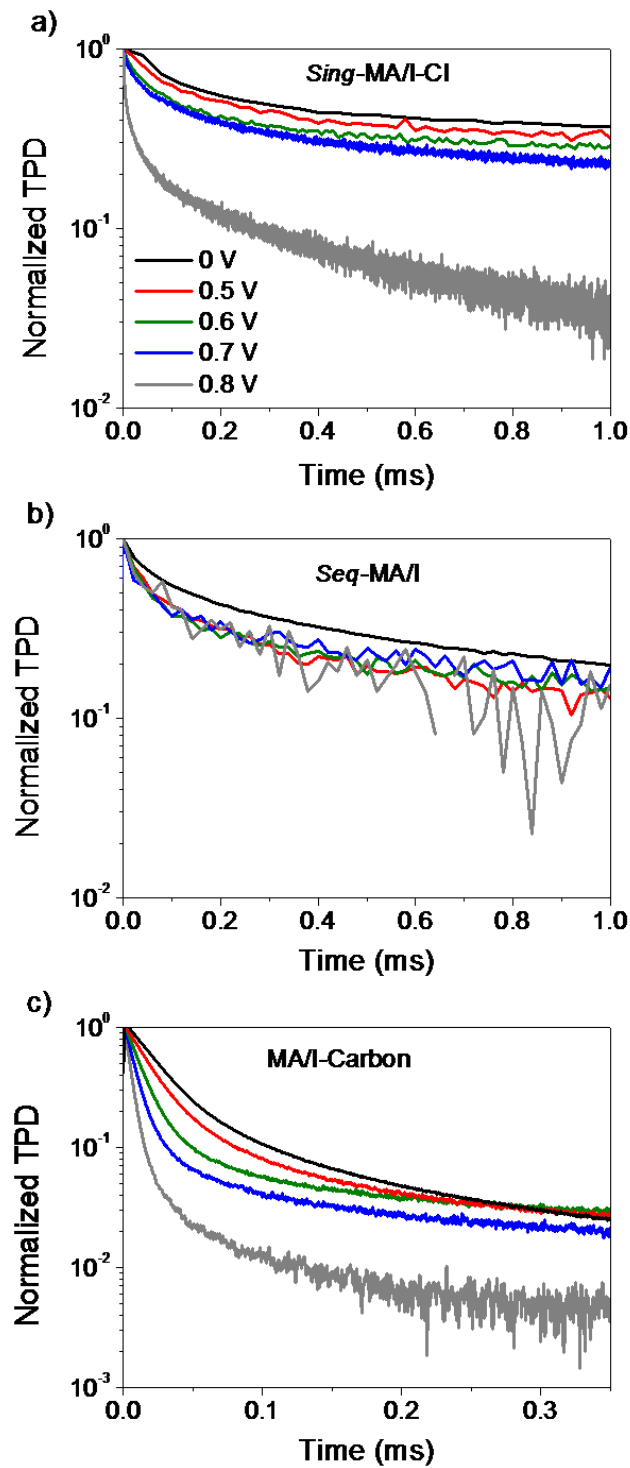 a)
Normalized TPD
10^0
10^-1
10^-2
Sing-MA/I-Cl
0 V
0.5 V
0.6 V
0.7 V
0.8 V
0.0 0.2 0.4 0.6 0.8 1.0
Time (ms)
b)
Normalized TPD
10^0
10^-1
10^-2
Seq-MA/I
0.0 0.2 0.4 0.6 0.8 1.0
Time (ms)
c)
Normalized TPD
10^0
10^-1
10^-2
10^-3
MA/I-Carbon
0.0 0.1 0.2 0.3
Time (ms)